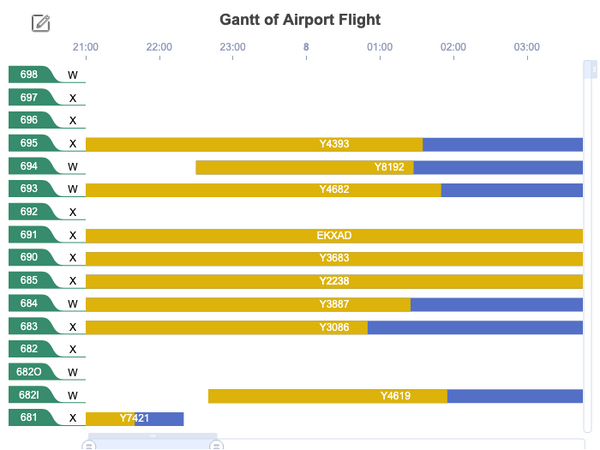 Gantt of Airport Flight
21:00 22:00 23:00 8 01:00 02:00 03:00
698 W
697 X
696 X
695 X Y4393
694 W Y8192
693 W Y4682
692 X
691 X EKXAD
690 X Y3683
685 X Y2238
684 W Y3887
683 X Y3086
682 X
682O W
682I W Y4619
681 X Y7421